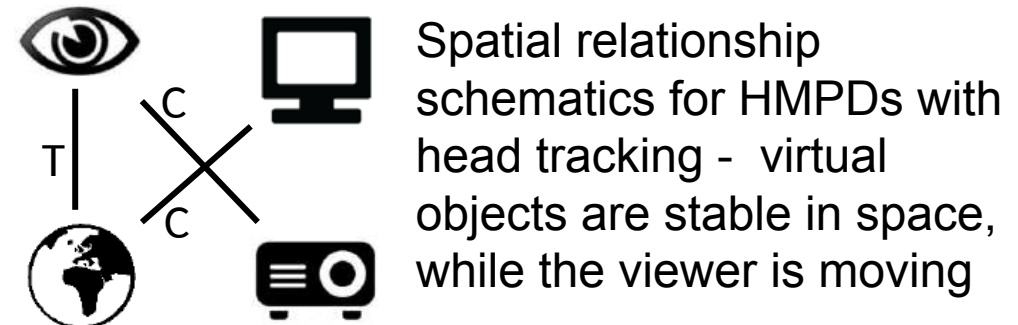 C
T
C
Spatial relationship
schematics for HMPDs with
head tracking - virtual
objects are stable in space,
while the viewer is moving